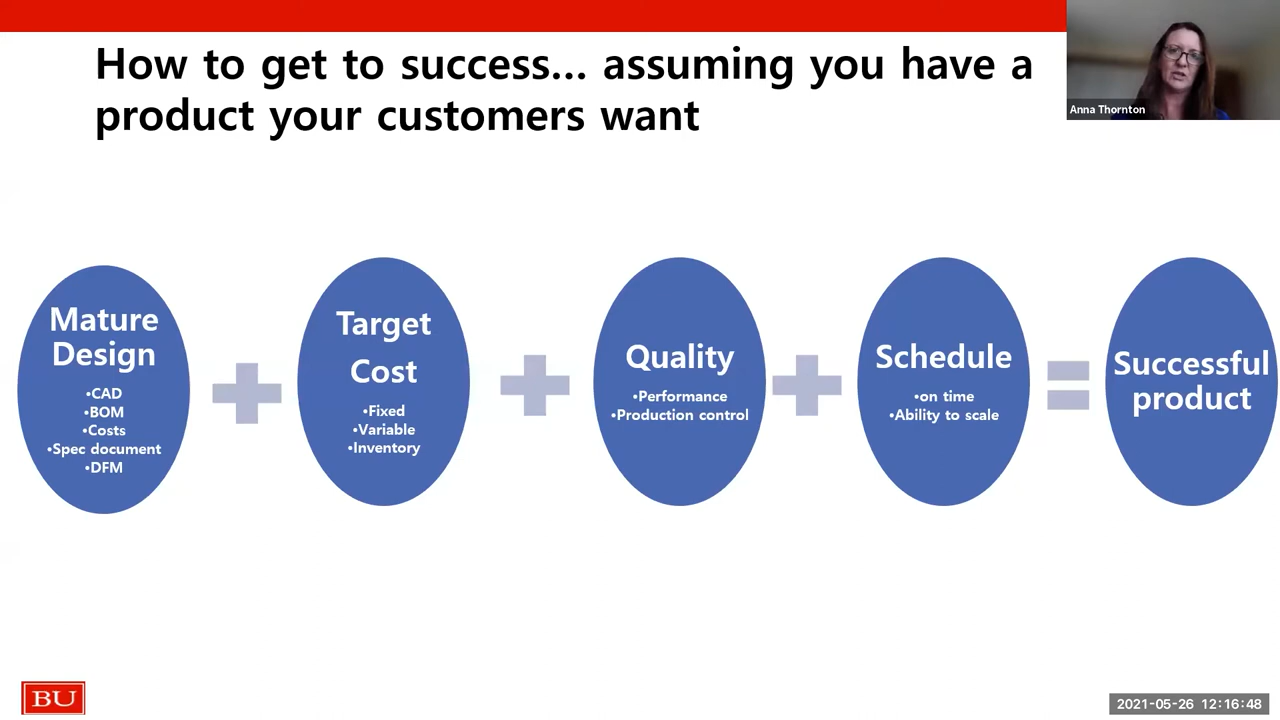 How to get to success... assuming you have a
product your customers want
Anna Thornton
Mature
Design
•CAD
•BOM
•Costs
•Spec document
•DFM
Target
Cost
•Fixed
•Variable
•Inventory
Quality
•Performance
•Production control
Schedule
•on time
•Ability to scale
Successful
product
BU
2021-05-26 12:16:48